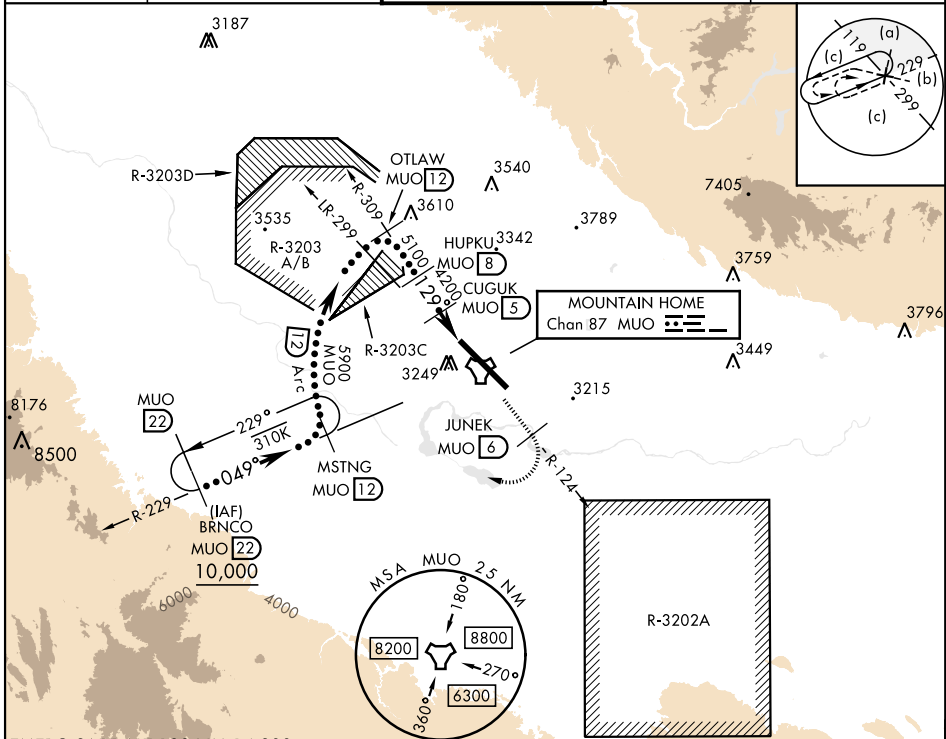 3187
(a)
119
(c)
229
(b)
299
(c)
R-3203D
OTLAW
MUO 12
3540
R-309
LR-299
3610
7405
3535
R-3203
A/B
3789
5100
HUPKU
MUO 8
3342
4200
129°
CUGUK
MUO 5
3759
MOUNTAIN HOME
Chan 87 MUO
3796
12
5900
MUO
Arc
R-3203C
3249
3449
3215
8176
8500
MUO
22
229°
310K
049°
MSTNG
MUO 12
JUNEK
MUO 6
R-124
R-229
(IAF)
BRNCO
MUO 22
10,000
6000
4000
MSA MUO 25 NM
180°
8200
8800
270°
6300
360°
R-3202A